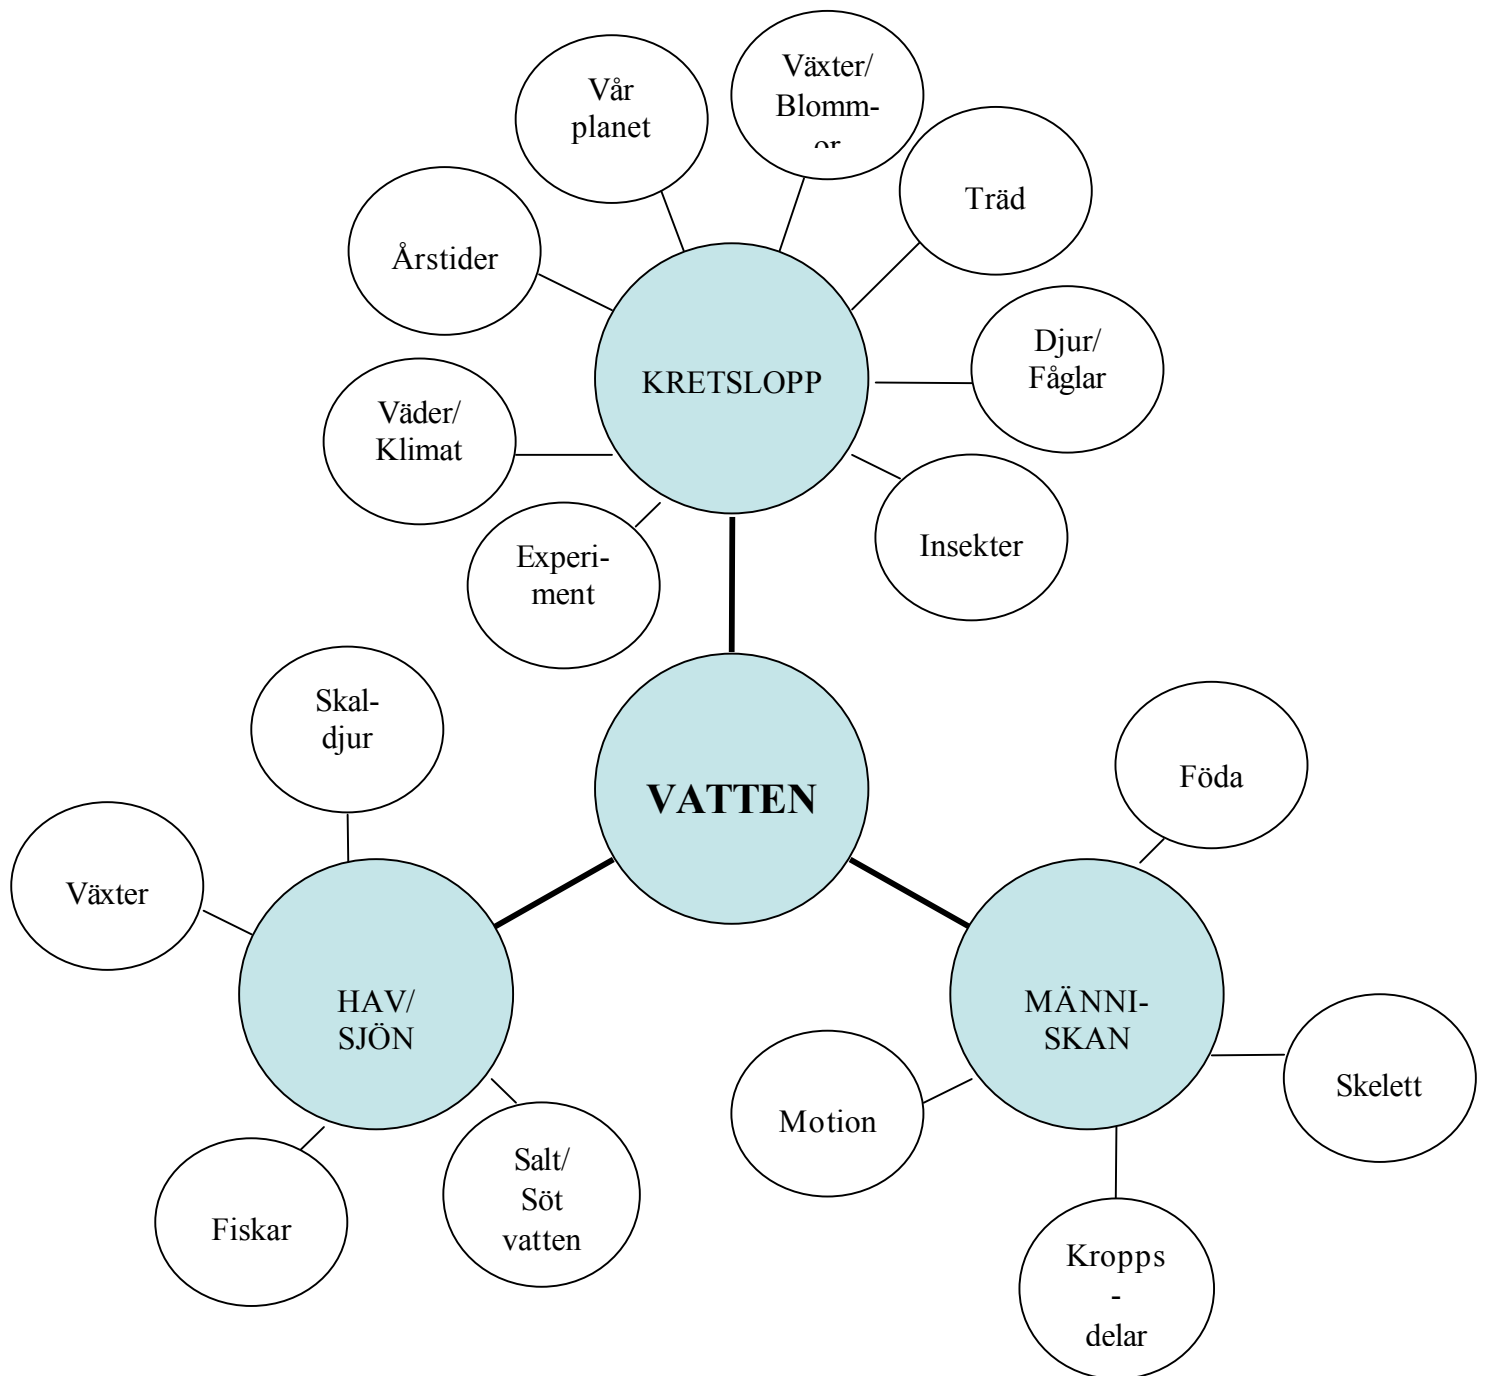 Vår
planet
Växter/
Blomm-
or
Träd
Årstider
Djur/
Fåglar
KRETSLOPP
Väder/
Klimat
Insekter
Experi-
ment
Skal-
djur
Föda
VATTEN
Växter
HAV/
SJÖN
MÄNNI-
SKAN
Skelett
Motion
Salt/
Söt
vatten
Fiskar
Kropps
-
delar